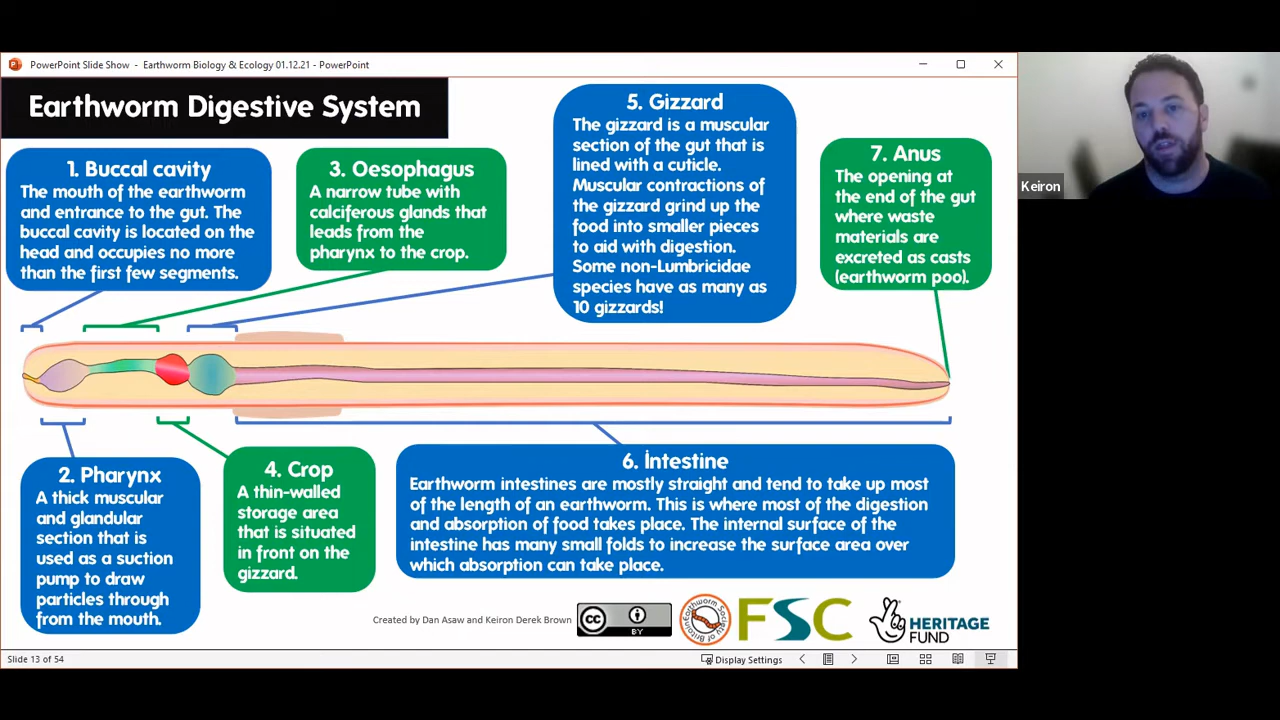 PowerPoint Slide Show - Earthworm Biology & Ecology 01.12.21 - PowerPoint
Earthworm Digestive System
1. Buccal cavity
The mouth of the earthworm
and entrance to the gut. The
buccal cavity is located on the
head and occupies no more
than the first few segments.
3. Oesophagus
A narrow tube with
calciferous glands that
leads from the
pharynx to the crop.
5. Gizzard
The gizzard is a muscular
section of the gut that is
lined with a cuticle.
Muscular contractions of
the gizzard grind up the
food into smaller pieces
to aid with digestion.
Some non-Lumbricidae
species have as many as
10 gizzards!
7. Anus
The opening at
the end of the gut
where waste
materials are
excreted as casts
(earthworm poo).
Keiron
2. Pharynx
A thick muscular
and glandular
section that is
used as a suction
pump to draw
particles through
from the mouth.
4. Crop
A thin-walled
storage area
that is situated
in front on the
gizzard.
6. Intestine
Earthworm intestines are mostly straight and tend to take up most
of the length of an earthworm. This is where most of the digestion
and absorption of food takes place. The internal surface of the
intestine has many small folds to increase the surface area over
which absorption can take place.
Created by Dan Asaw and Keiron Derek Brown
cc
BY
Earthworm Society of Britain
FSC
HERITAGE
FUND
Slide 13 of 54
Display Settings